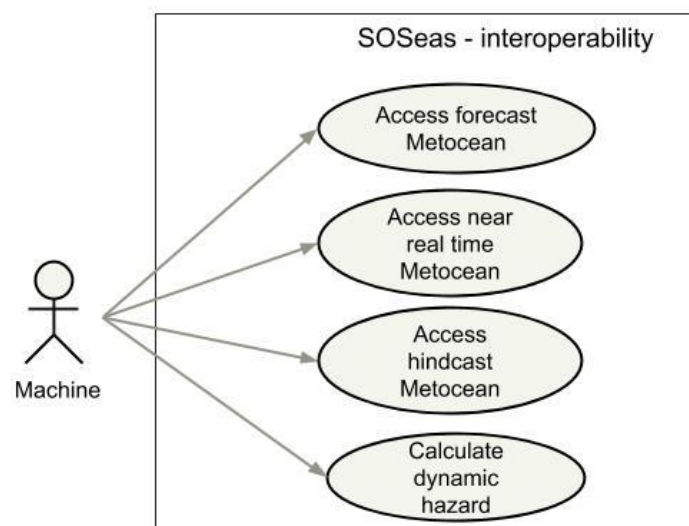 SOSeas - interoperability
Access forecast
Metocean
Access near
real time
Metocean
Access
hindcast
Metocean
Machine
Calculate
dynamic
hazard